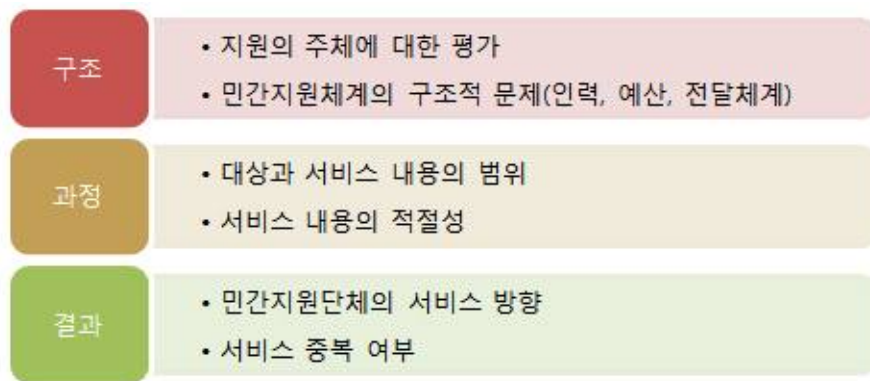 구조
• 지원의 주체에 대한 평가
• 민간지원체계의 구조적 문제(인력, 예산, 전달체계)
과정
• 대상과 서비스 내용의 범위
• 서비스 내용의 적절성
결과
• 민간지원단체의 서비스 방향
• 서비스 중복 여부